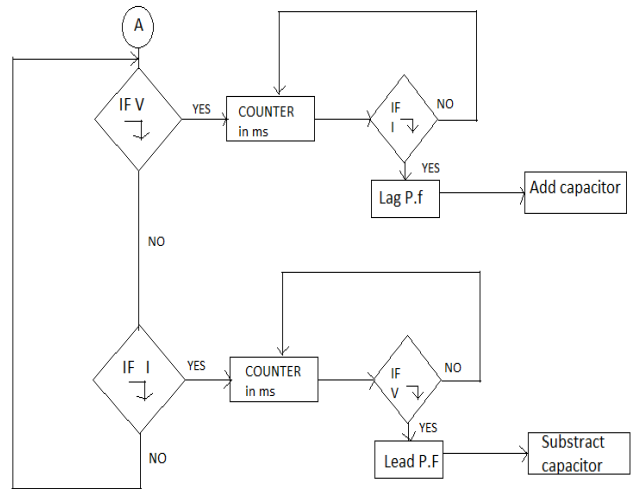 A
IF V
YES
COUNTER
in ms
IF
I
NO
YES
Lag P.f
Add capacitor
NO
IF I
YES
COUNTER
in ms
IF
V
NO
YES
Lead P.F
Substract
capacitor
NO